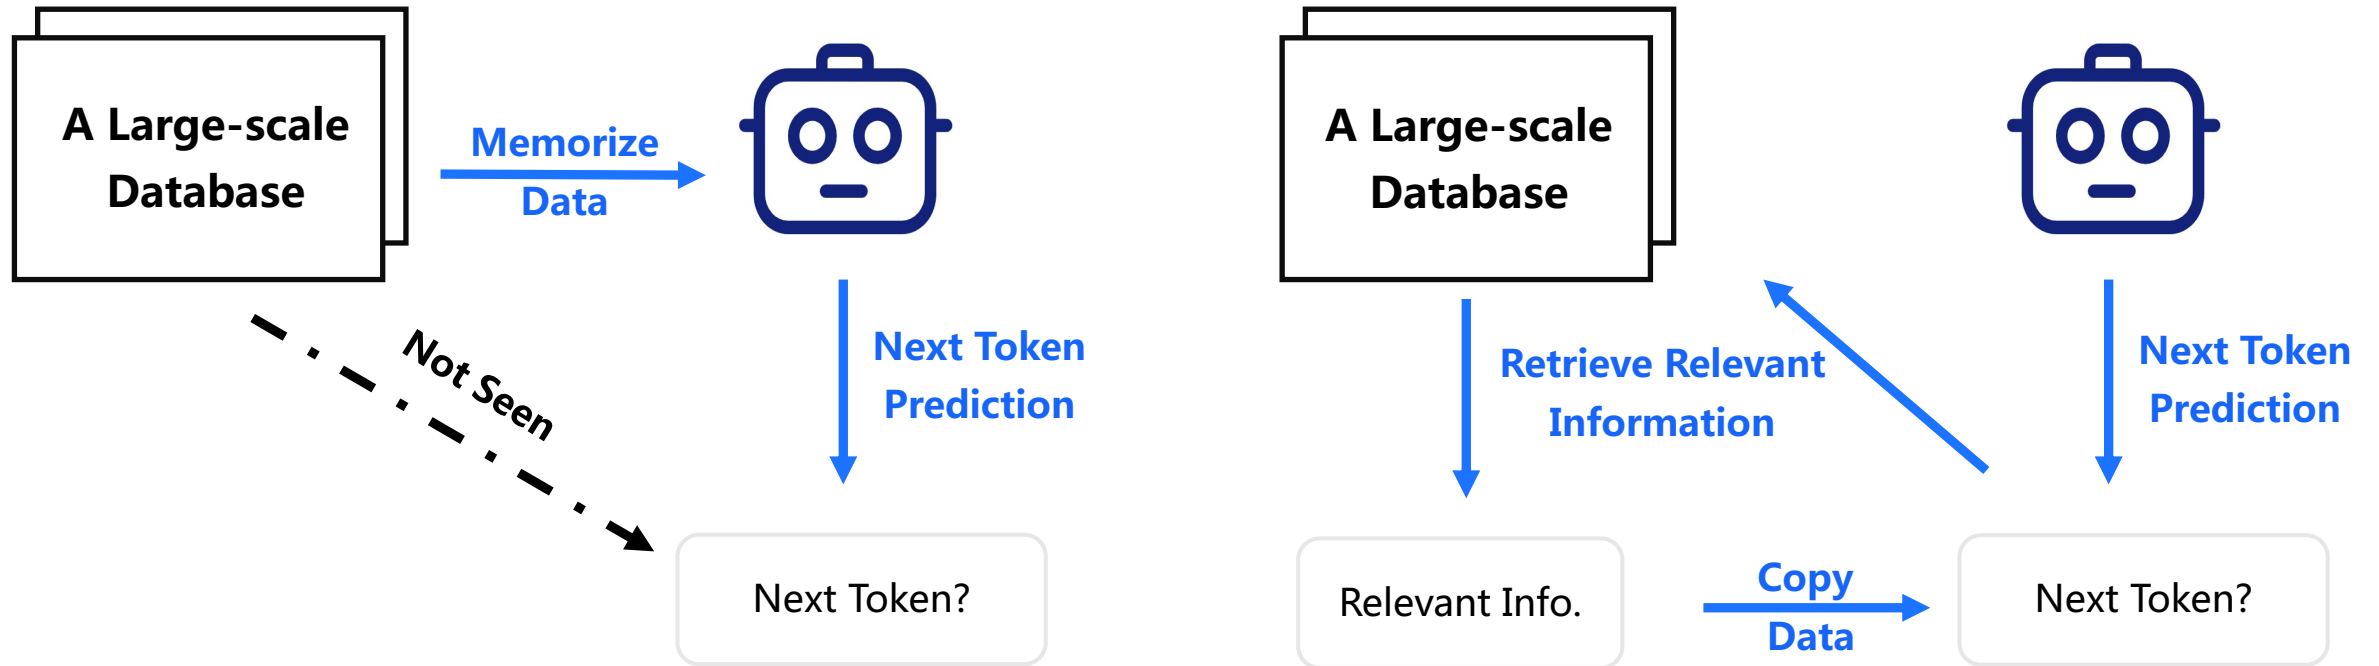 A Large-scale
Database
Memorize
Data
Not Seen
Next Token
Prediction
Next Token?
A Large-scale
Database
Retrieve Relevant
Information
Next Token
Prediction
Relevant Info.
Copy
Data
Next Token?